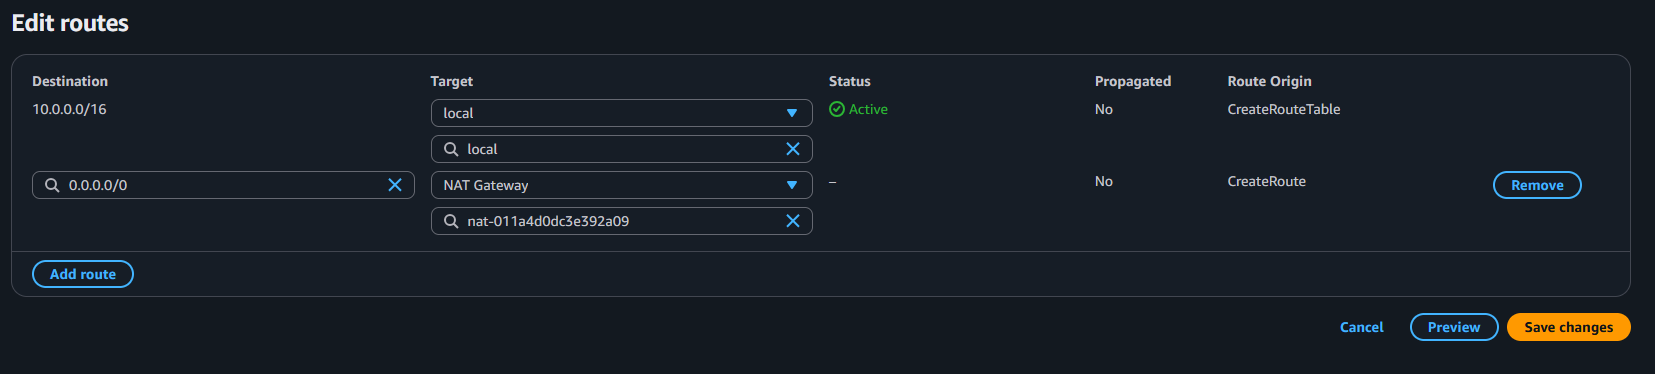 Edit routes
Destination Target Status Propagated Route Origin
10.0.0.0/16 local Active No CreateRouteTable
local
0.0.0.0/0 NAT Gateway – No CreateRoute Remove
nat-011a4d0dc3e392a09
Add route
Cancel Preview Save changes